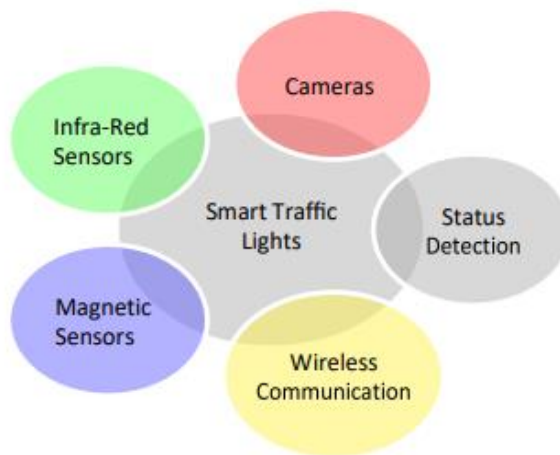 Cameras
Infra-Red
Sensors
Smart Traffic
Lights
Status
Detection
Magnetic
Sensors
Wireless
Communication